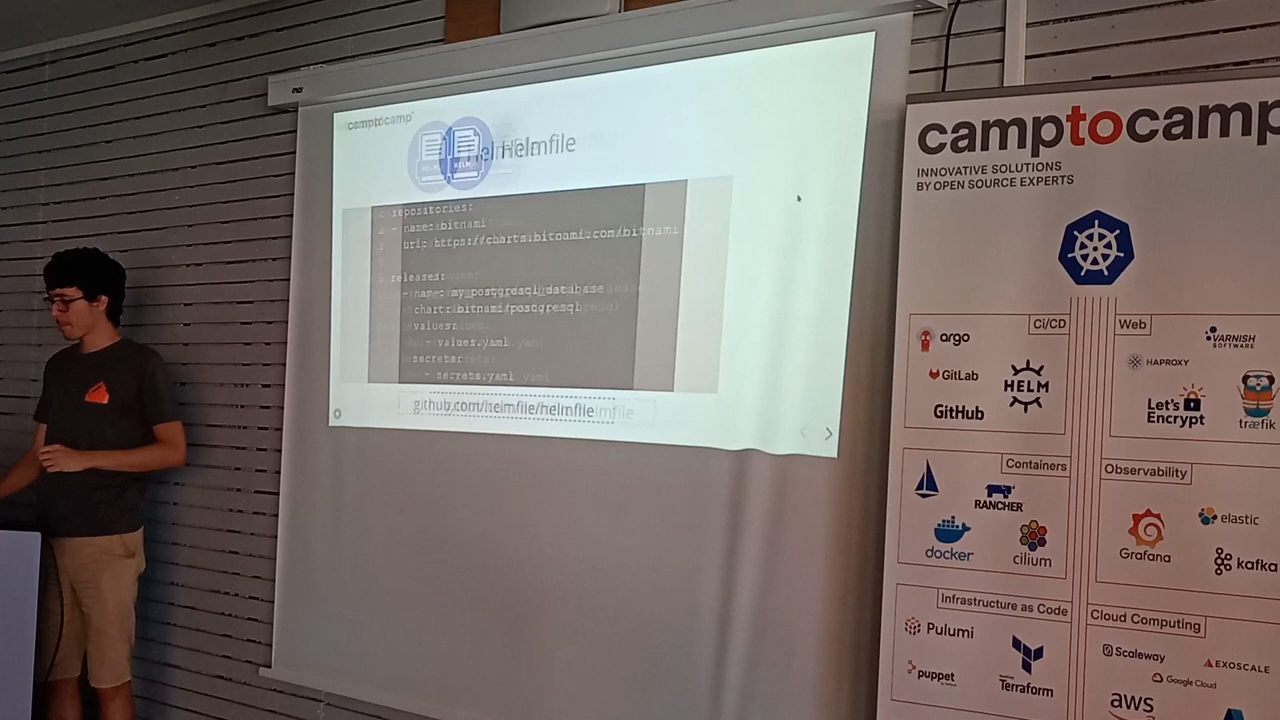 camptocamp
Helmfile
HELM
repositories:
- name: bitnami
url: https://charts.bitnami.com/bitnami
releases:
- name: my_postgresql_database
chart: bitnami/postgresql
values:
- values.yaml
secrets:
- secrets.yaml
github.com/helmfile/helmfile
camptocamp
INNOVATIVE SOLUTIONS
BY OPEN SOURCE EXPERTS
Ci/CD
argo
GitLab
HELM
GitHub
Web
VARNISH
SOFTWARE
HAPROXY
Let's
Encrypt
træfik
Containers
RANCHER
docker
cilium
Observability
elastic
Grafana
kafka
Infrastructure as Code
Pulumi
puppet
Terraform
Cloud Computing
Scaleway
EXOSCALE
Google Cloud
aws